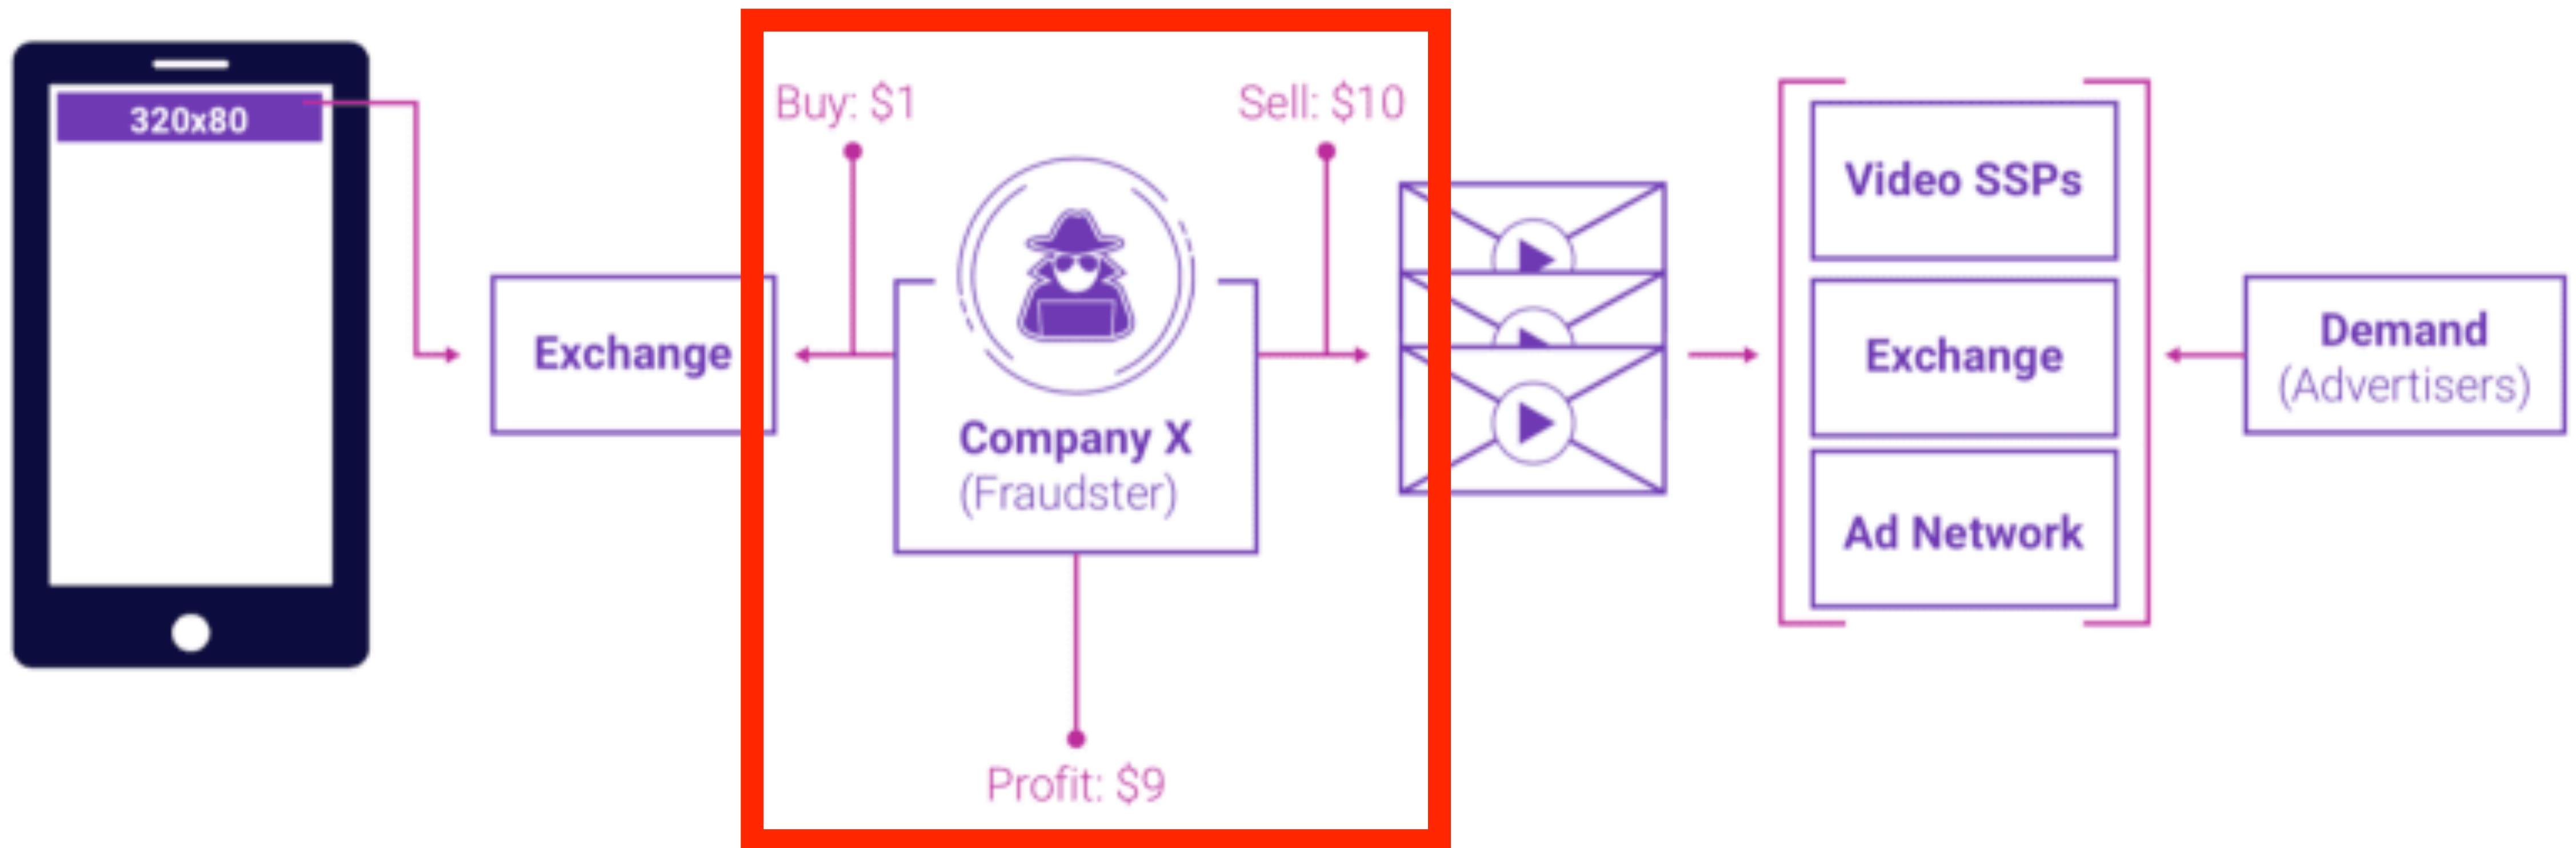 320x80
Exchange
Buy: $1
Sell: $10
Company X
(Fraudster)
Profit: $9
Video SSPs
Exchange
Ad Network
Demand
(Advertisers)